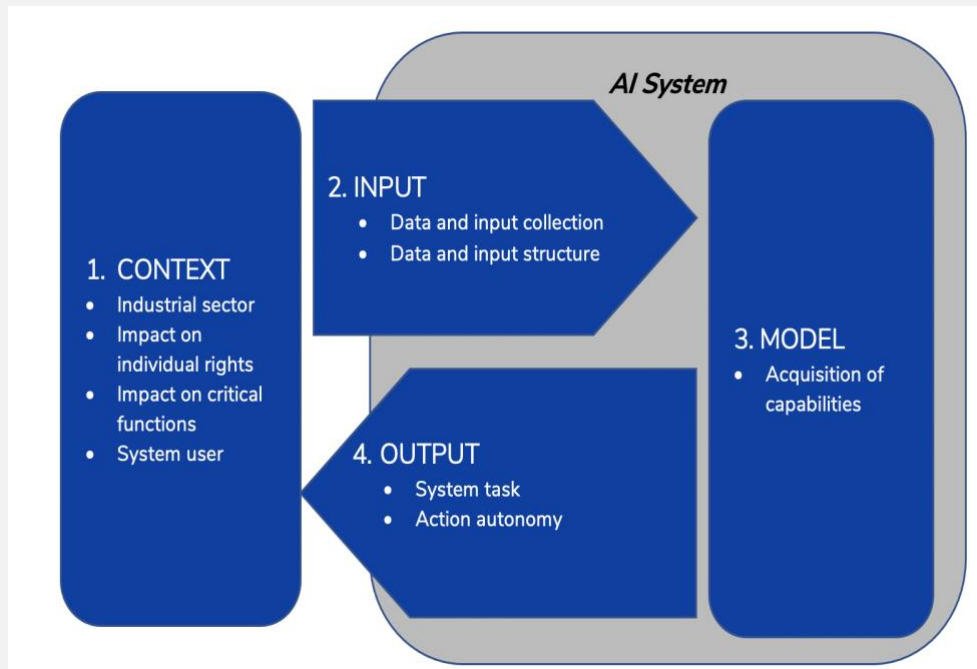 AI System
1. CONTEXT
• Industrial sector
• Impact on
individual rights
• Impact on critical
functions
• System user
2. INPUT
• Data and input collection
• Data and input structure
3. MODEL
• Acquisition of
capabilities
4. OUTPUT
• System task
• Action autonomy